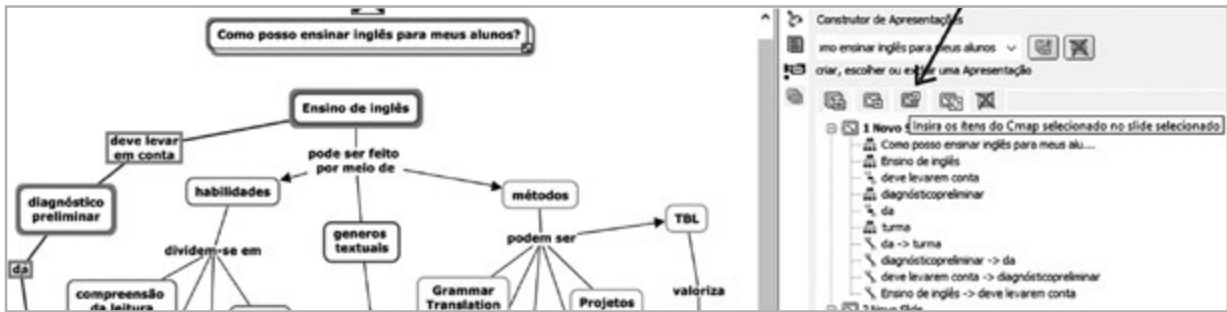 Como posso ensinar inglês para meus alunos?
Ensino de inglês
deve levar
em conta
pode ser feito
por meio de
diagnóstico
preliminar
habilidades
métodos
TBL
generos
textuais
dividem-se em
podem ser
da
compreensão
da leitura
Grammar
Translation
Projetos
valoriza
Construtor de Apresentações
mo ensinar inglês para meus alunos
criar, escolher ou excluir uma Apresentação
Insira os itens do Cmap selecionado no slide selecionado
1 Novo S
Como posso ensinar inglês para meus alu....
Ensino de inglês
deve levarem conta
diagnósticopreliminar
da
turma
da -> turma
diagnósticopreliminar -> da
deve levarem conta -> diagnósticopreliminar
Ensino de inglês -> deve levarem conta
2 Novo Slide